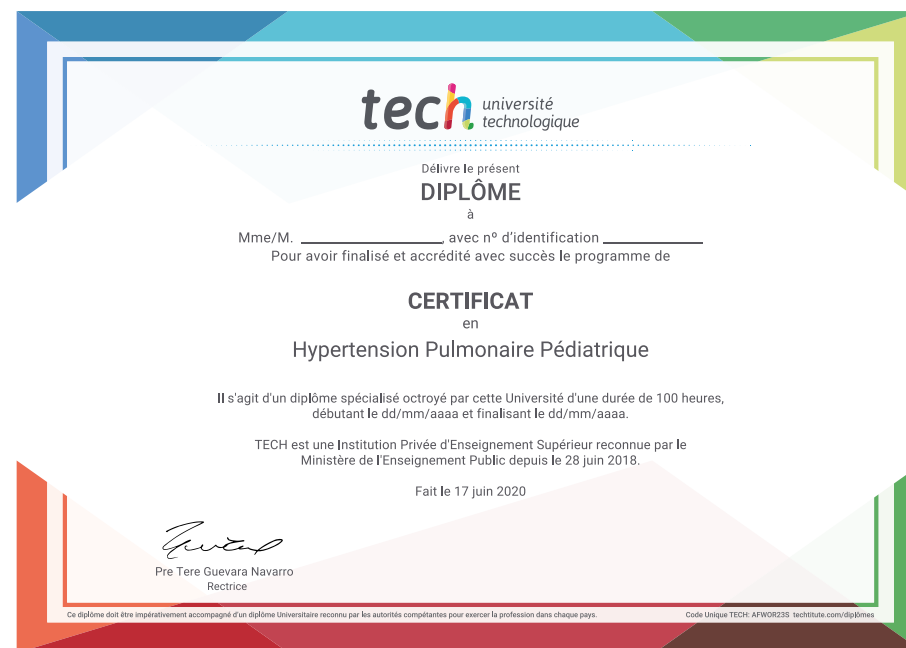 tech université
technologique
Délivre le présent
DIPLÔME
à
Mme/M. ____________________, avec nº d'identification ______________
Pour avoir finalisé et accrédité avec succès le programme de
CERTIFICAT
en
Hypertension Pulmonaire Pédiatrique
Il s'agit d'un diplôme spécialisé octroyé par cette Université d'une durée de 100 heures,
débutant le dd/mm/aaaa et finalisant le dd/mm/aaaa.
TECH est une Institution Privée d'Enseignement Supérieur reconnue par le
Ministère de l'Enseignement Public depuis le 28 juin 2018.
Fait le 17 juin 2020
Pre Tere Guevara Navarro
Rectrice
Ce diplôme doit être impérativement accompagné d'un diplôme Universitaire reconnu par les autorités compétantes pour exercer la profession dans chaque pays. Code Unique TECH: AFWOR23S techtitute.com/diplômes